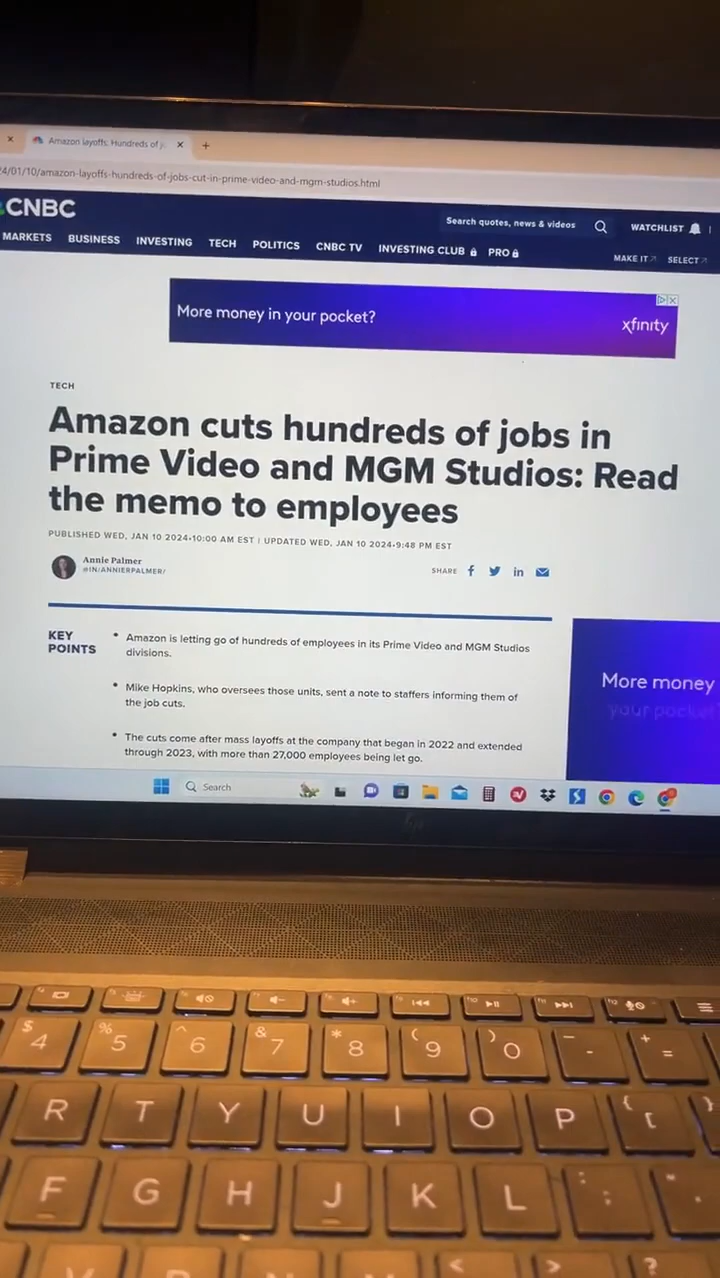 Amazon layoffs: Hundreds of j
4/01/10/amazon-layoffs-hundreds-of-jobs-cut-in-prime-video-and-mgm-studios.html
CNBC
Search quotes, news & videos
WATCHLIST
MARKETS BUSINESS INVESTING TECH POLITICS CNBC TV INVESTING CLUB PRO
MAKE IT SELECT
More money in your pocket?
xfinity
TECH
Amazon cuts hundreds of jobs in
Prime Video and MGM Studios: Read
the memo to employees
PUBLISHED WED, JAN 10 2024•10:00 AM EST | UPDATED WED, JAN 10 2024•9:48 PM EST
Annie Palmer
@IN/ANNIERPALMER/
SHARE
KEY
POINTS
• Amazon is letting go of hundreds of employees in its Prime Video and MGM Studios
divisions.
• Mike Hopkins, who oversees those units, sent a note to staffers informing them of
the job cuts.
• The cuts come after mass layoffs at the company that began in 2022 and extended
through 2023, with more than 27,000 employees being let go.
More money
your pocket?
Search
hp
$ 4 % 5 ^ 6 & 7 * 8 ( 9 ) 0 _ - + =
R T Y U I O P { [ }
F G H J K L : ; "
< > ?